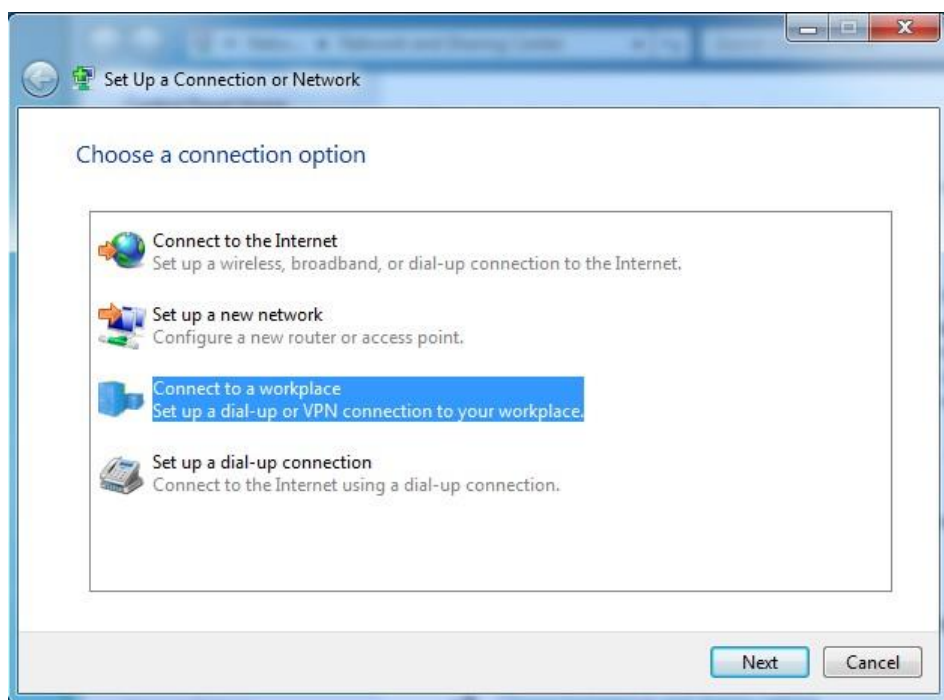 Set Up a Connection or Network
Choose a connection option
Connect to the Internet
Set up a wireless, broadband, or dial-up connection to the Internet.
Set up a new network
Configure a new router or access point.
Connect to a workplace
Set up a dial-up or VPN connection to your workplace.
Set up a dial-up connection
Connect to the Internet using a dial-up connection.
Next
Cancel